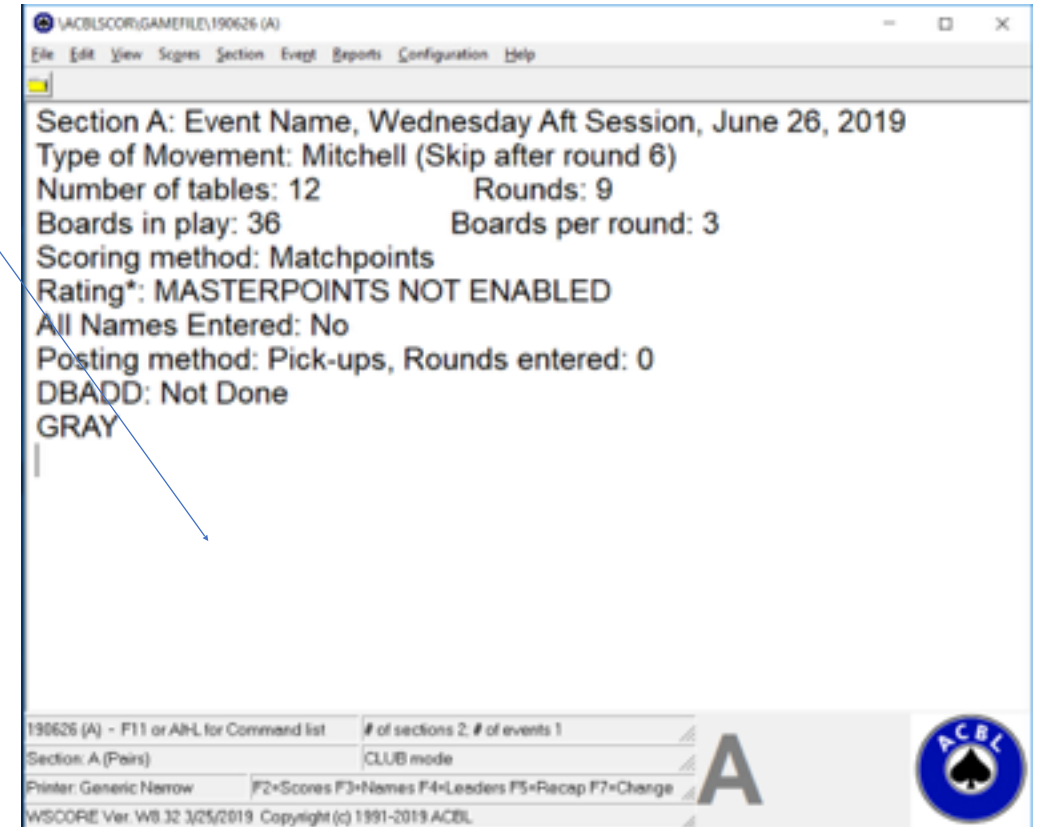 \ACBLSCOR\GAMEFILE\190626 (A)
File Edit View Scores Section Event Reports Configuration Help
Section A: Event Name, Wednesday Aft Session, June 26, 2019
Type of Movement: Mitchell (Skip after round 6)
Number of tables: 12 Rounds: 9
Boards in play: 36 Boards per round: 3
Scoring method: Matchpoints
Rating*: MASTERPOINTS NOT ENABLED
All Names Entered: No
Posting method: Pick-ups, Rounds entered: 0
DBADD: Not Done
GRAY
190626 (A) - F11 or Alt-L for Command list # of sections 2; # of events 1
Section: A (Pairs) CLUB mode
Printer: Generic Narrow F2=Scores F3=Names F4=Leaders F5=Recap F7=Change
WSCORE Ver. W8.32 3/25/2019 Copyright (c) 1991-2019 ACBL
A
ACBL